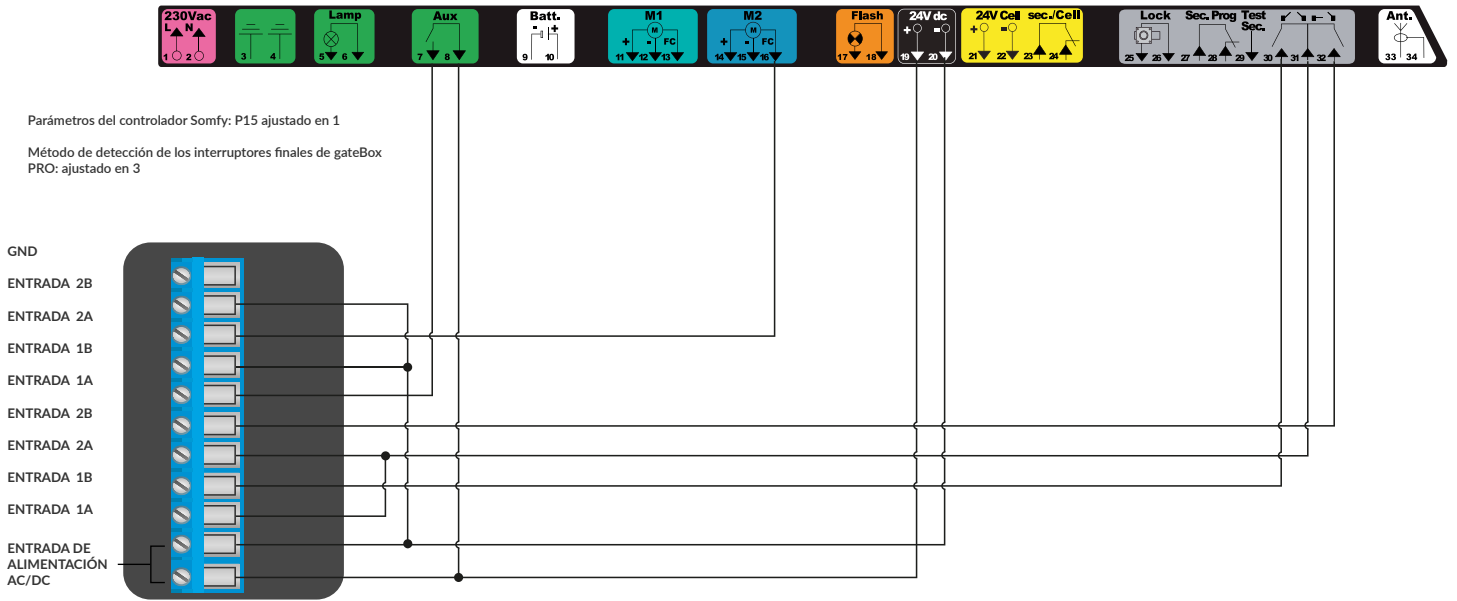 230Vac Lamp Aux Batt. M1 M2 Flash 24V dc 24V Cell sec./Cell Lock Sec. Prog Test Sec. Ant.
L N - + M M + -
+ - FC + - FC + -
1 2 3 4 5 6 7 8 9 10 11 12 13 14 15 16 17 18 19 20 21 22 23 24 25 26 27 28 29 30 31 32 33 34
Parámetros del controlador Somfy: P15 ajustado en 1
Método de detección de los interruptores finales de gateBox
PRO: ajustado en 3
GND
ENTRADA 2B
ENTRADA 2A
ENTRADA 1B
ENTRADA 1A
ENTRADA 2B
ENTRADA 2A
ENTRADA 1B
ENTRADA 1A
ENTRADA DE
ALIMENTACIÓN
AC/DC